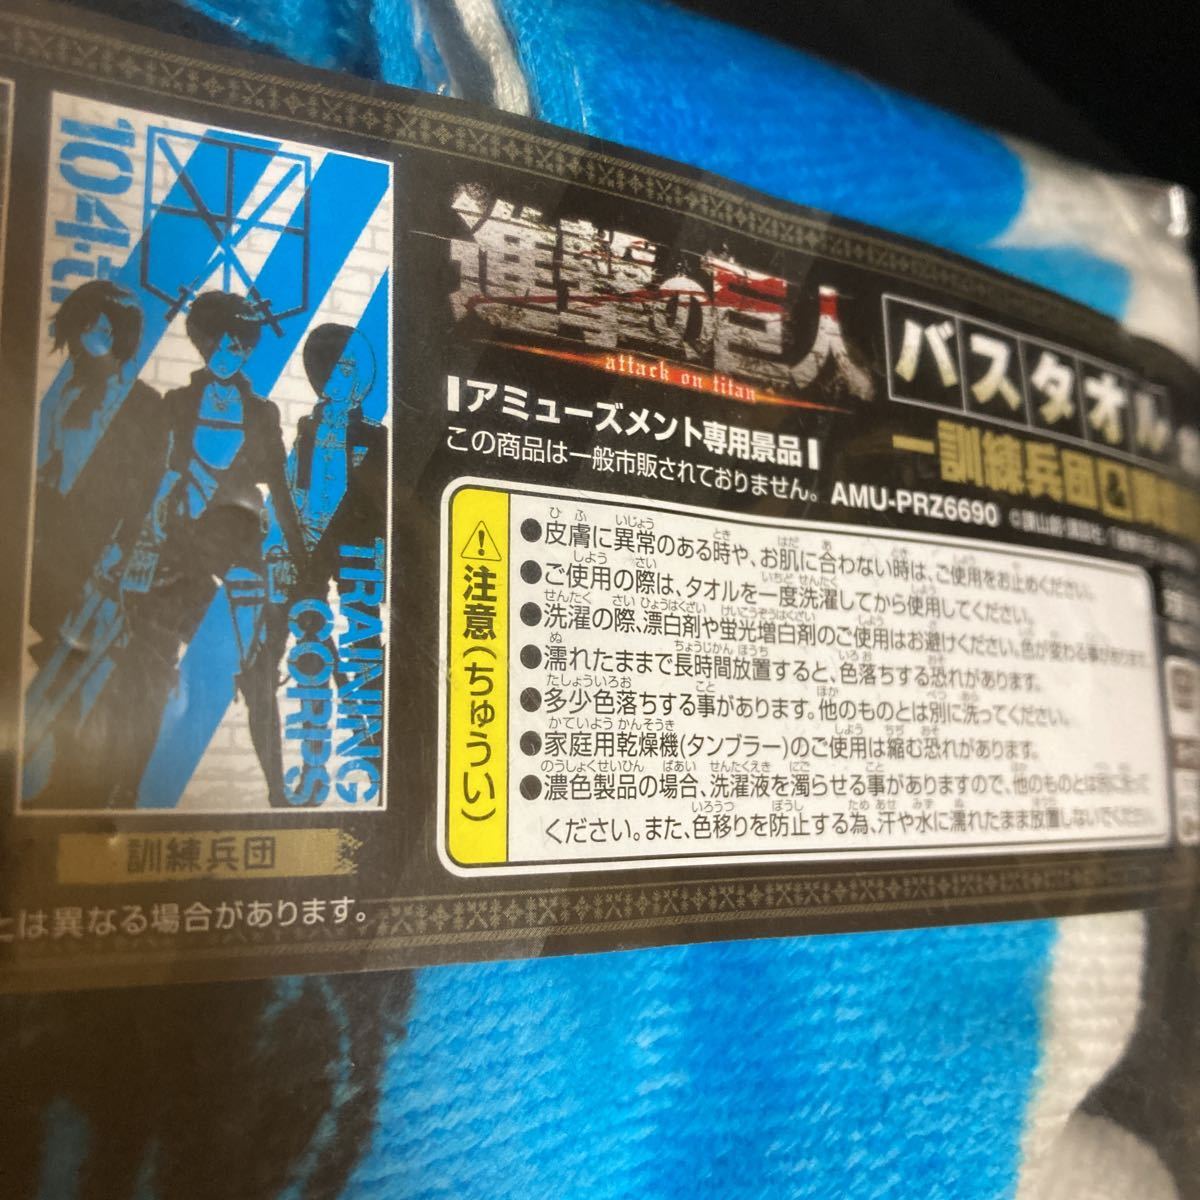 104th
TRAINING
CORPS
訓練兵団
とは異なる場合があります。
進撃の巨人
attack on titan
バスタオル
アミューズメント専用景品
この商品は一般市販されておりません。 AMU-PRZ6690
ー訓練兵団&
注意(ちゅうい)
●皮膚に異常のある時や、お肌に合わない時は、ご使用をお止めください。
●ご使用の際は、タオルを一度洗濯してから使用してください。
●洗濯の際、漂白剤や蛍光増白剤のご使用はお避けください。色が変わる事があります。
●濡れたままで長時間放置すると、色落ちする恐れがあります。
●多少色落ちする事があります。他のものとは別に洗ってください。
●家庭用乾燥機(タンブラー)のご使用は縮む恐れがあります。
●濃色製品の場合、洗濯液を濁らせる事がありますので、他のものとは別に洗って
ください。また、色移りを防止する為、汗や水に濡れたまま放置しないでください。